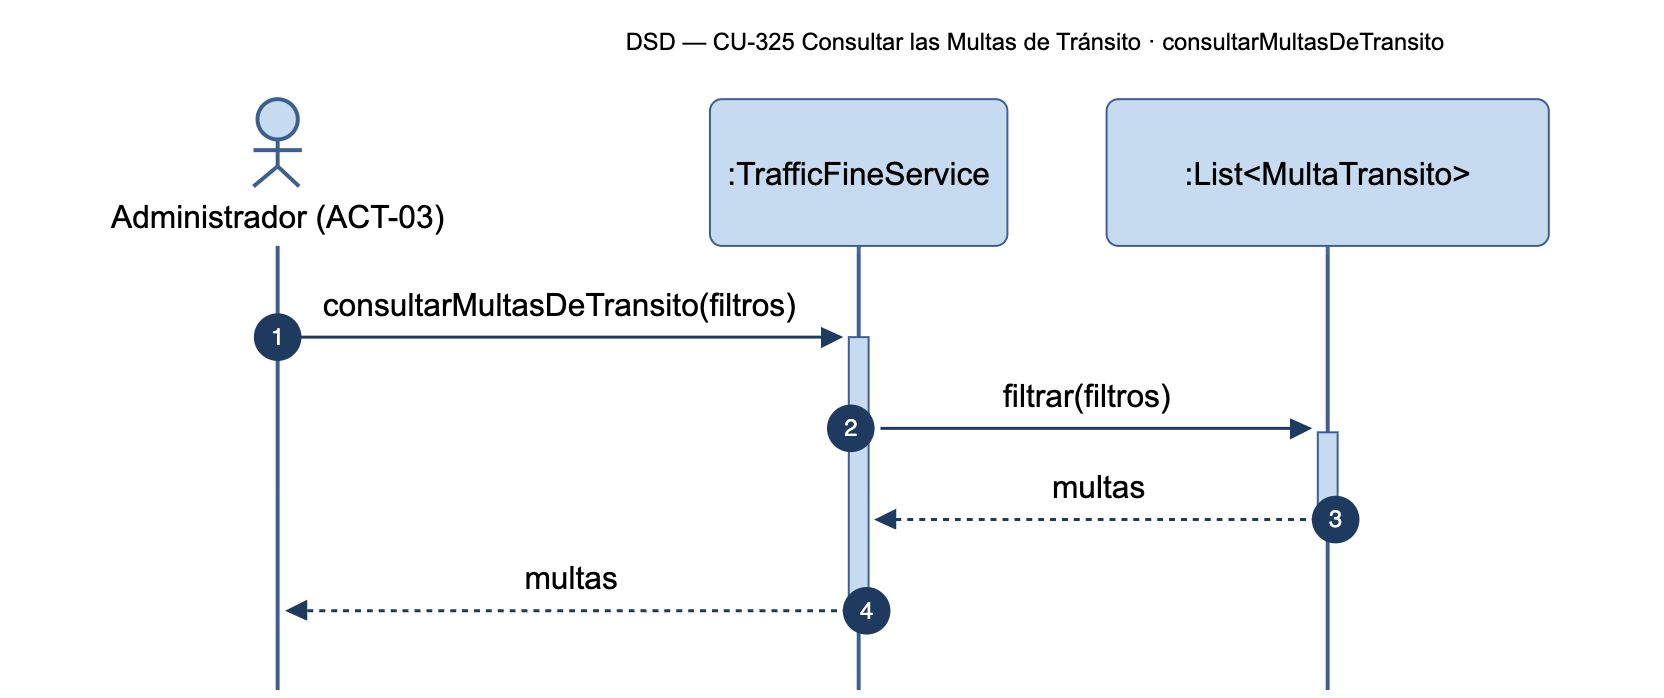 DSD — CU-325 Consultar las Multas de Tránsito · consultarMultasDeTransito
:TrafficFineService
:List<MultaTransito>
Administrador (ACT-03)
consultarMultasDeTransito(filtros)
1
filtrar(filtros)
2
multas
3
multas
4